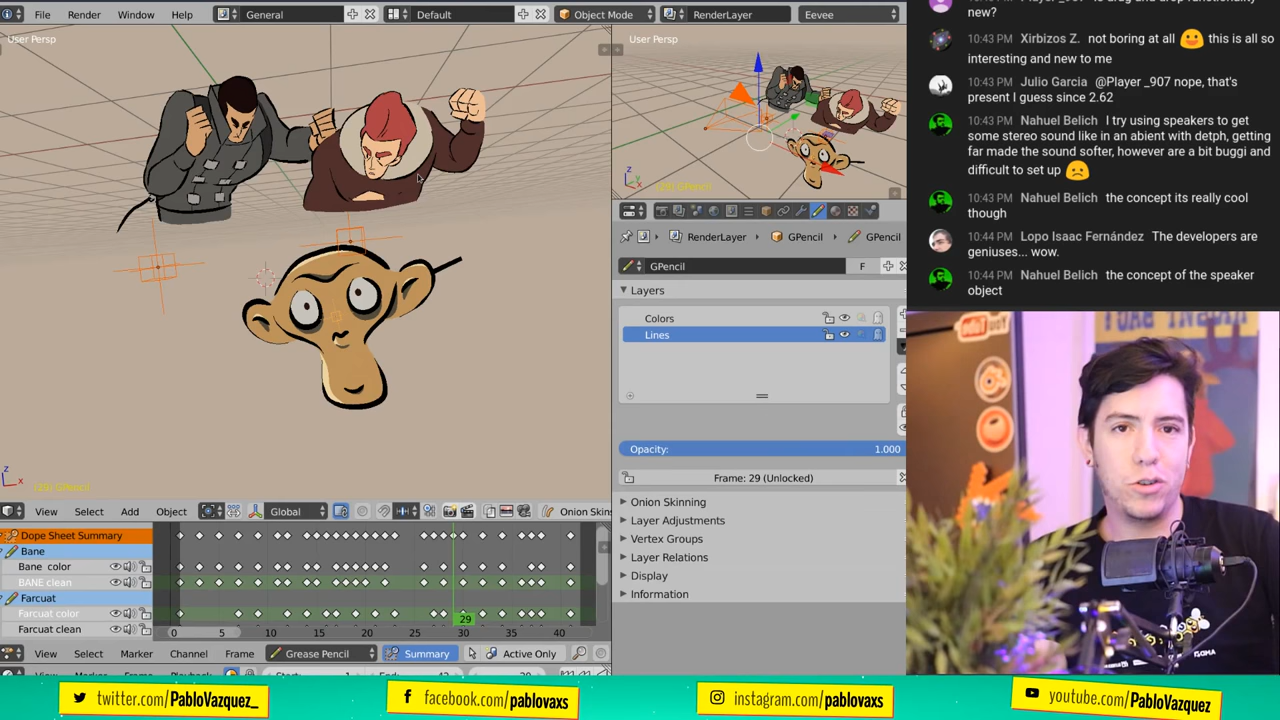 File Render Window Help General Default Object Mode RenderLayer Eevee
User Persp
(29) GPencil
View Select Add Object Global Onion Skins
Dope Sheet Summary
Bane
Bane color
BANE clean
Farcuat
Farcuat color
Farcuat clean
29
0 5 10 15 20 25 30 35 40
View Select Marker Channel Frame Grease Pencil Summary Active Only
User Persp
(29) GPencil
RenderLayer GPencil GPencil
GPencil F
Layers
Colors
Lines
Opacity: 1.000
Frame: 29 (Unlocked)
Onion Skinning
Layer Adjustments
Vertex Groups
Layer Relations
Display
Information
new?
10:43 PM Xirbizos Z. not boring at all this is all so
interesting and new to me
10:43 PM Julio Garcia @Player _907 nope, that's
present I guess since 2.62
10:43 PM Nahuel Belich I try using speakers to get
some stereo sound like in an abient with detph, getting
far made the sound softer, however are a bit buggi and
difficult to set up
10:43 PM Nahuel Belich the concept its really cool
though
10:44 PM Lopo Isaac Fernández The developers are
geniuses... wow.
10:44 PM Nahuel Belich the concept of the speaker
object
twitter.com/PabloVazquez_
facebook.com/pablovaxs
instagram.com/pablovaxs
youtube.com/PabloVazquez